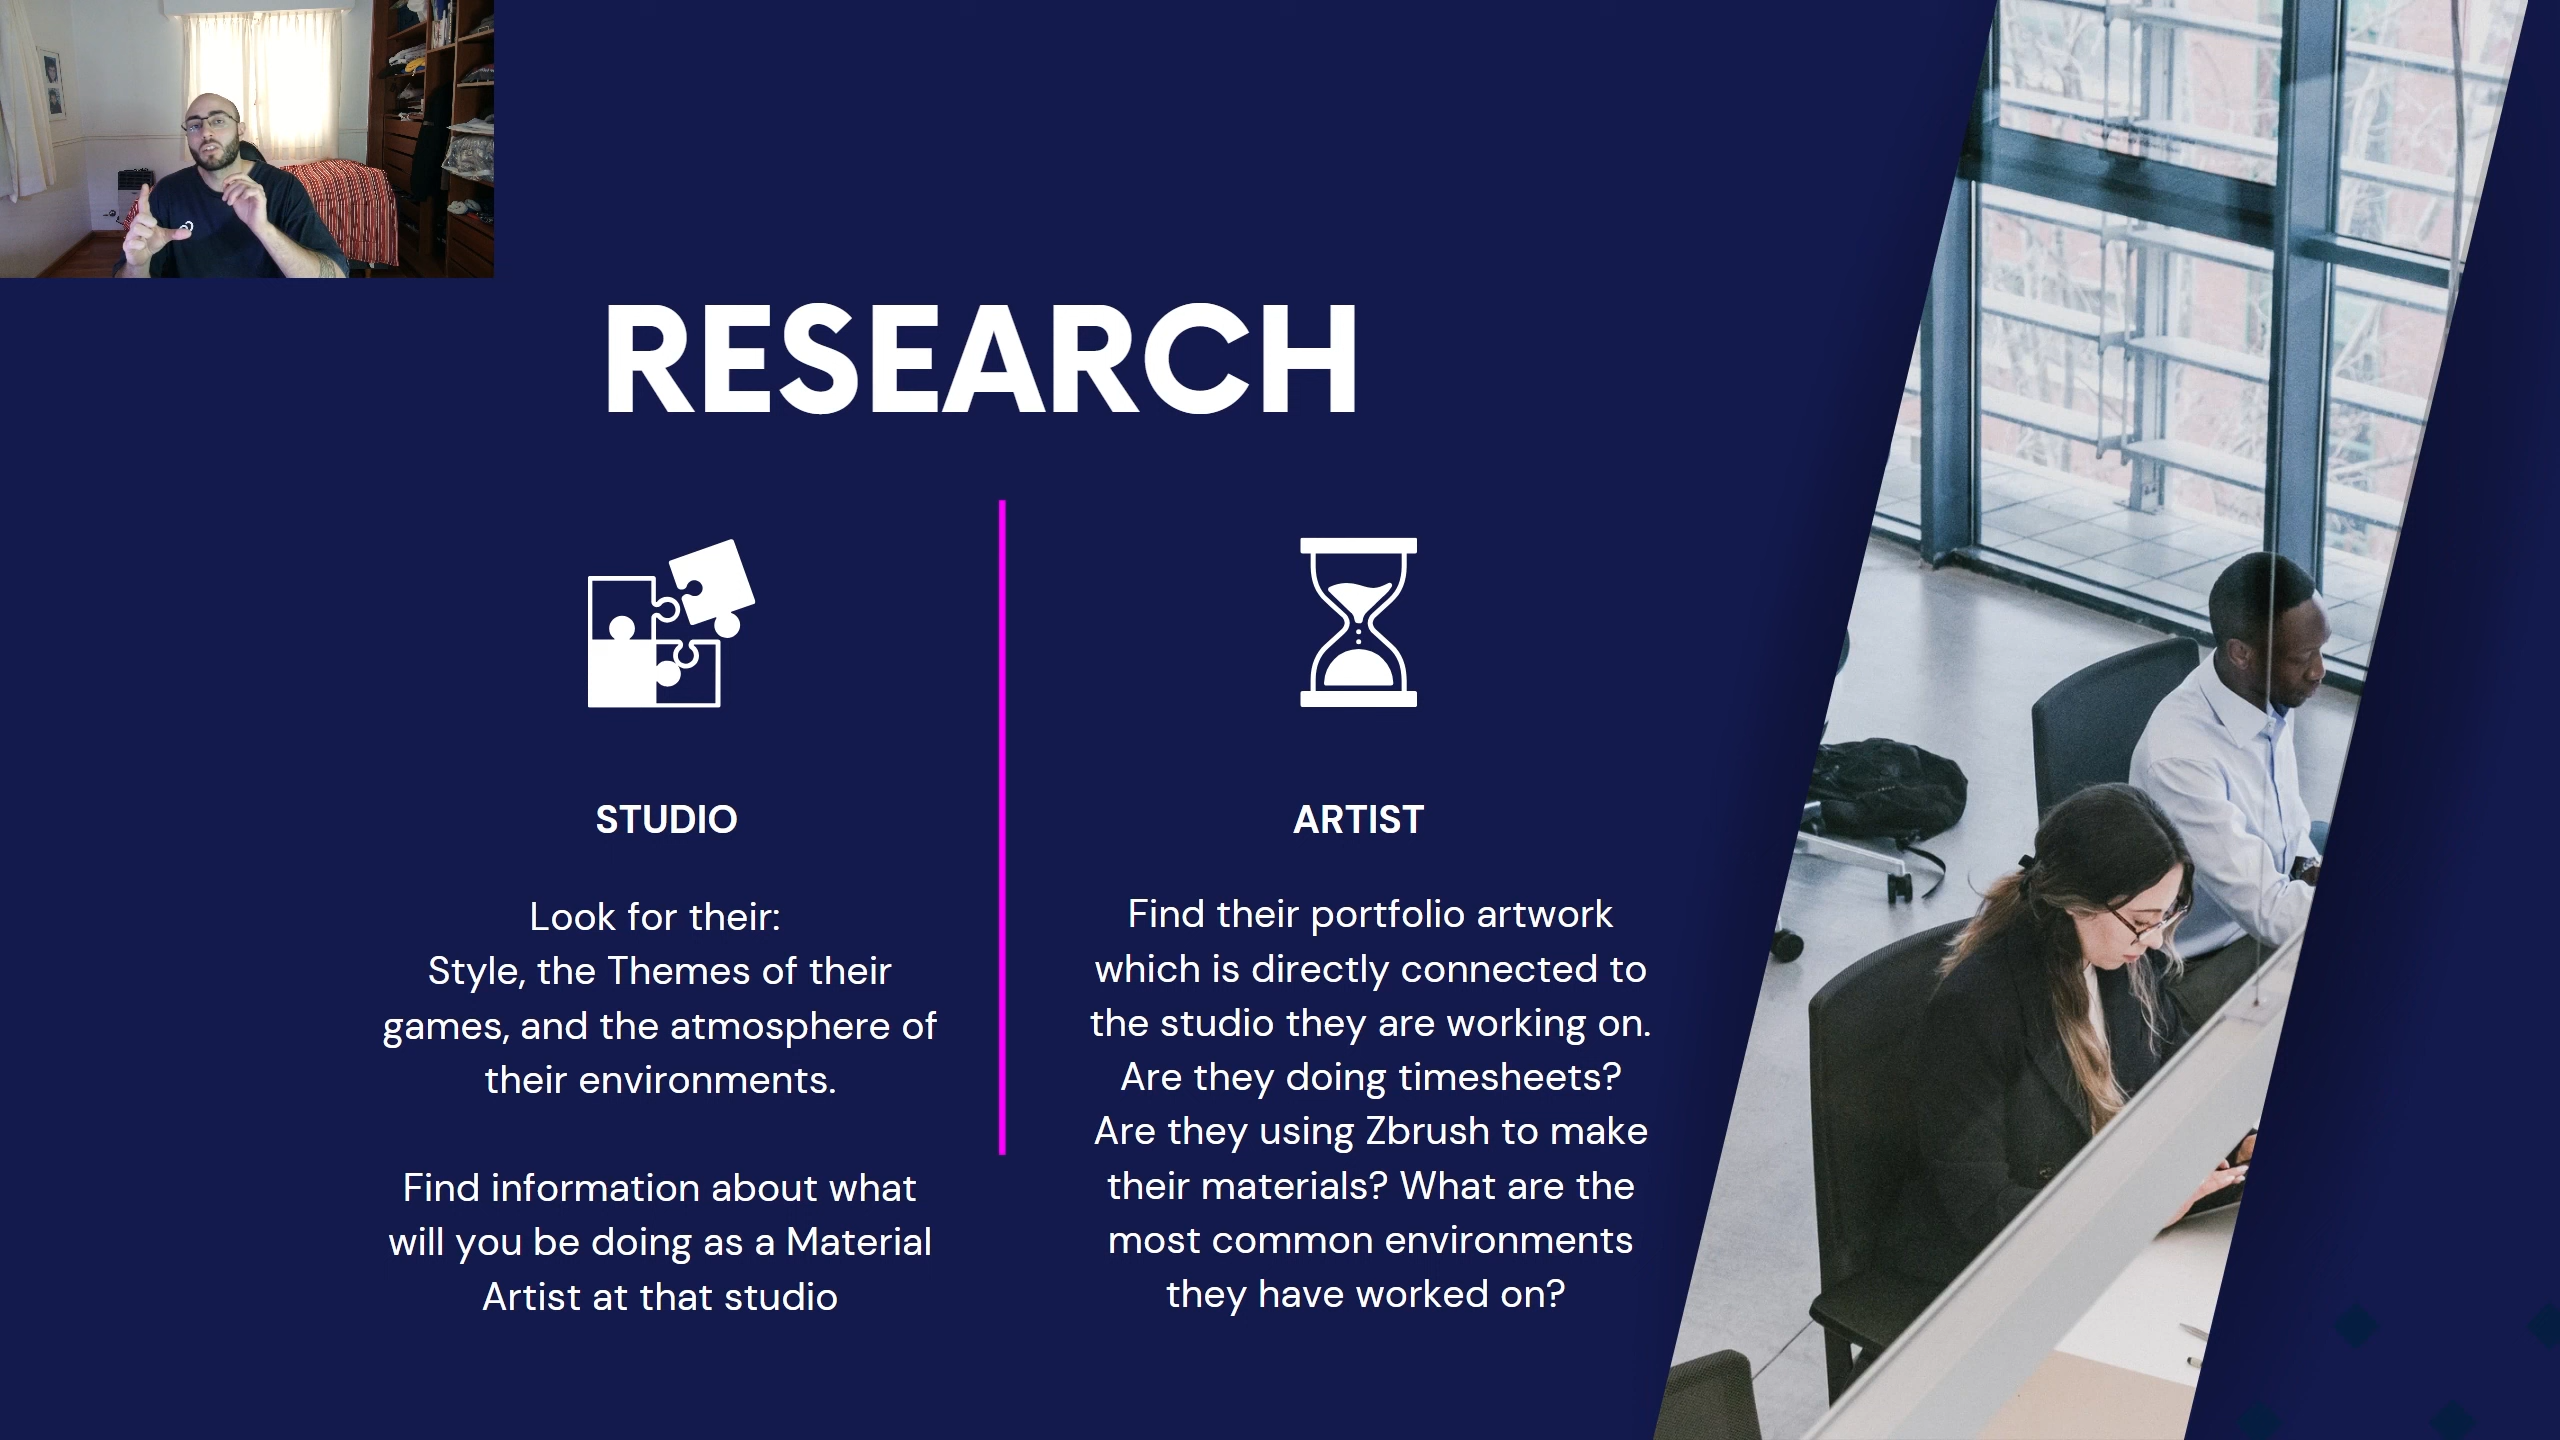 RESEARCH
STUDIO
Look for their:
Style, the Themes of their
games, and the atmosphere of
their environments.
Find information about what
will you be doing as a Material
Artist at that studio
ARTIST
Find their portfolio artwork
which is directly connected to
the studio they are working on.
Are they doing timesheets?
Are they using Zbrush to make
their materials? What are the
most common environments
they have worked on?